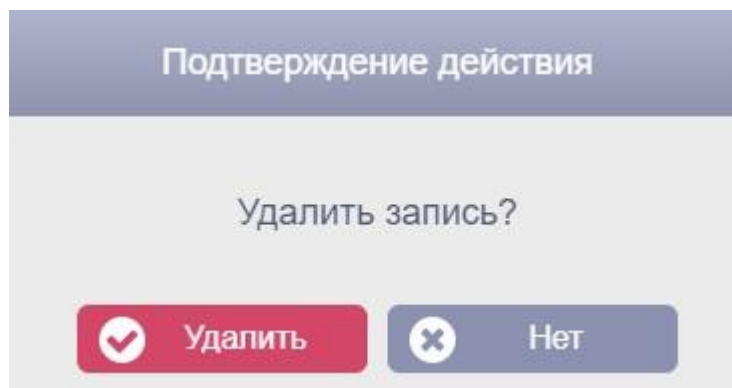 Подтверждение действия
Удалить запись?
Удалить Нет